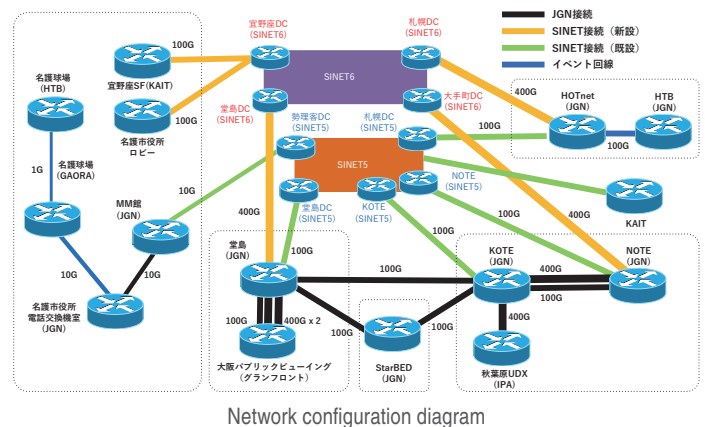 JGN接続
SINET接続（新設）
SINET接続（既設）
イベント回線
宜野座DC
(SINET6)
札幌DC
(SINET6)
100G
宜野座SF(KAIT)
SINET6
名護球場
(HTB)
100G
名護市役所
ロビー
堂島DC
(SINET6)
大手町DC
(SINET6)
400G
HOTnet
(JGN)
HTB
(JGN)
100G
勢理客DC
(SINET5)
札幌DC
(SINET5)
100G
SINET5
1G
名護球場
(GAORA)
10G
MM館
(JGN)
堂島DC
(SINET5)
KOTE
(SINET5)
NOTE
(SINET5)
KAIT
400G
100G
100G
100G
400G
10G
10G
名護市役所
電話交換機室
(JGN)
堂島
(JGN)
100G
KOTE
(JGN)
400G
100G
NOTE
(JGN)
100G
400G x 2
100G
100G
400G
大阪パブリックビューイング
（グランフロント）
StarBED
(JGN)
秋葉原UDX
(IPA)
Network configuration diagram